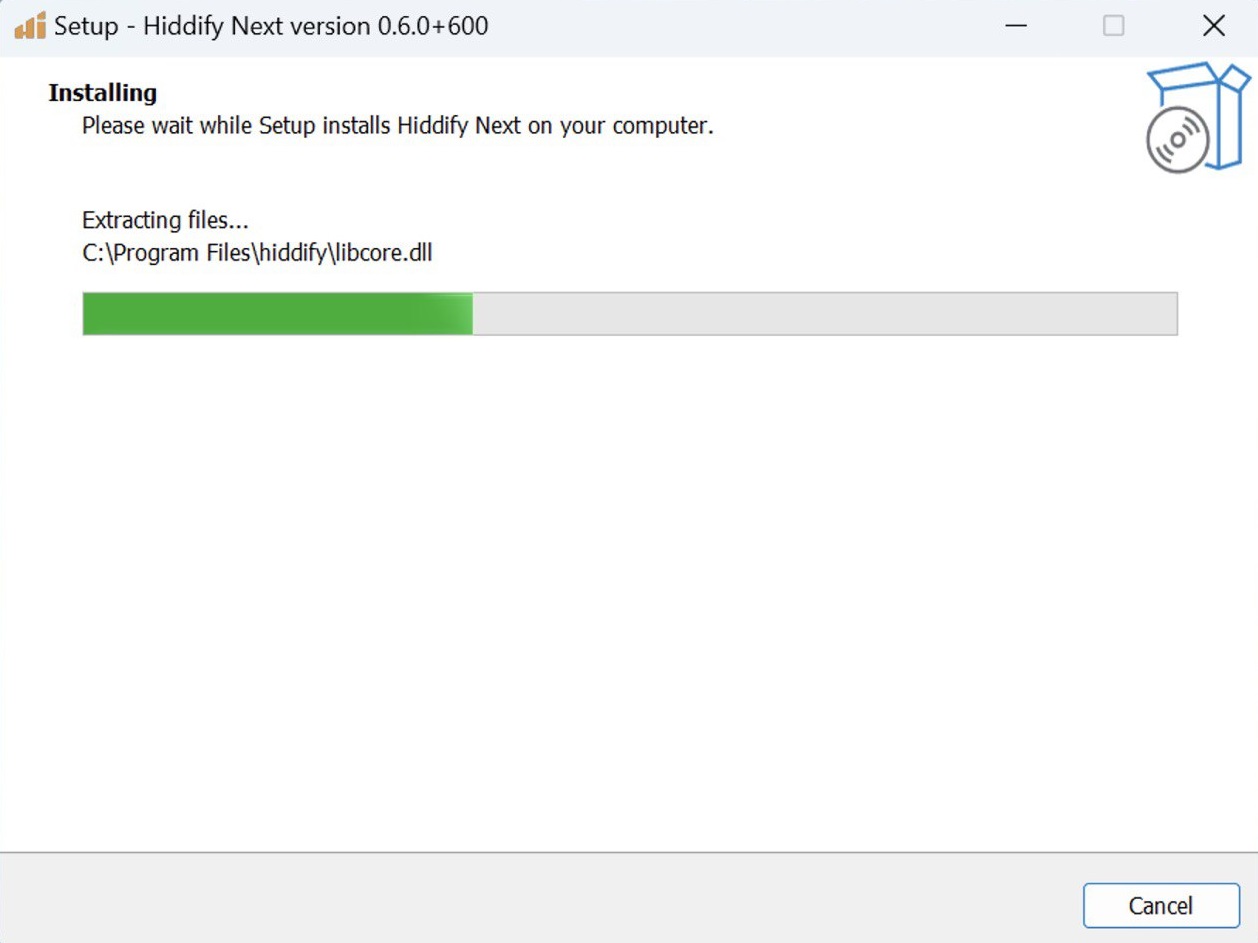 Setup - Hiddify Next version 0.6.0+600
Installing
Please wait while Setup installs Hiddify Next on your computer.
Extracting files...
C:\Program Files\hiddify\libcore.dll
Cancel